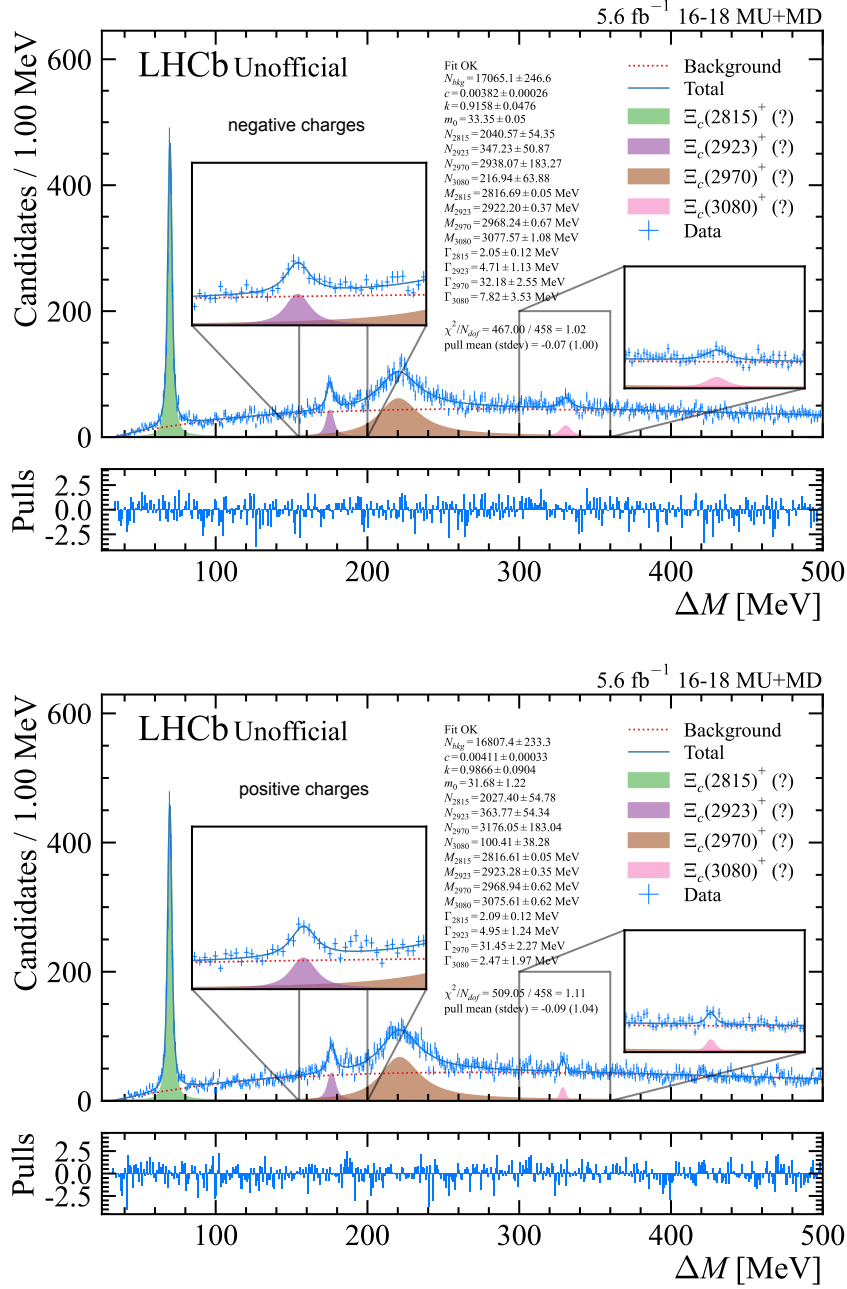 5.6 fb⁻¹ 16-18 MU+MD
LHCb Unofficial
negative charges
Candidates / 1.00 MeV
600
400
200
0
Fit OK
N_bkg = 17065.1 ± 246.6
c = 0.00382 ± 0.00026
k = 0.9158 ± 0.0476
m_0 = 33.35 ± 0.05
N_2815 = 2040.57 ± 54.35
N_2923 = 347.23 ± 50.87
N_2970 = 2938.07 ± 183.27
N_3080 = 216.94 ± 63.88
M_2815 = 2816.69 ± 0.05 MeV
M_2923 = 2922.20 ± 0.37 MeV
M_2970 = 2968.24 ± 0.67 MeV
M_3080 = 3077.57 ± 1.08 MeV
Γ_2815 = 2.05 ± 0.12 MeV
Γ_2923 = 4.71 ± 1.13 MeV
Γ_2970 = 32.18 ± 2.55 MeV
Γ_3080 = 7.82 ± 3.53 MeV
χ²/N_dof = 467.00 / 458 = 1.02
pull mean (stdev) = -0.07 (1.00)
Background
Total
Ξ_c(2815)⁺ (?)
Ξ_c(2923)⁺ (?)
Ξ_c(2970)⁺ (?)
Ξ_c(3080)⁺ (?)
Data
Pulls
2.5
0.0
-2.5
100 200 300 400 500
ΔM [MeV]
5.6 fb⁻¹ 16-18 MU+MD
LHCb Unofficial
positive charges
Candidates / 1.00 MeV
600
400
200
0
Fit OK
N_bkg = 16807.4 ± 233.3
c = 0.00411 ± 0.00033
k = 0.9866 ± 0.0904
m_0 = 31.68 ± 1.22
N_2815 = 2027.40 ± 54.78
N_2923 = 363.77 ± 54.34
N_2970 = 3176.05 ± 183.04
N_3080 = 100.41 ± 38.28
M_2815 = 2816.61 ± 0.05 MeV
M_2923 = 2923.28 ± 0.35 MeV
M_2970 = 2968.94 ± 0.62 MeV
M_3080 = 3075.61 ± 0.62 MeV
Γ_2815 = 2.09 ± 0.12 MeV
Γ_2923 = 4.95 ± 1.24 MeV
Γ_2970 = 31.45 ± 2.27 MeV
Γ_3080 = 2.47 ± 1.97 MeV
χ²/N_dof = 509.05 / 458 = 1.11
pull mean (stdev) = -0.09 (1.04)
Background
Total
Ξ_c(2815)⁺ (?)
Ξ_c(2923)⁺ (?)
Ξ_c(2970)⁺ (?)
Ξ_c(3080)⁺ (?)
Data
Pulls
2.5
0.0
-2.5
100 200 300 400 500
ΔM [MeV]